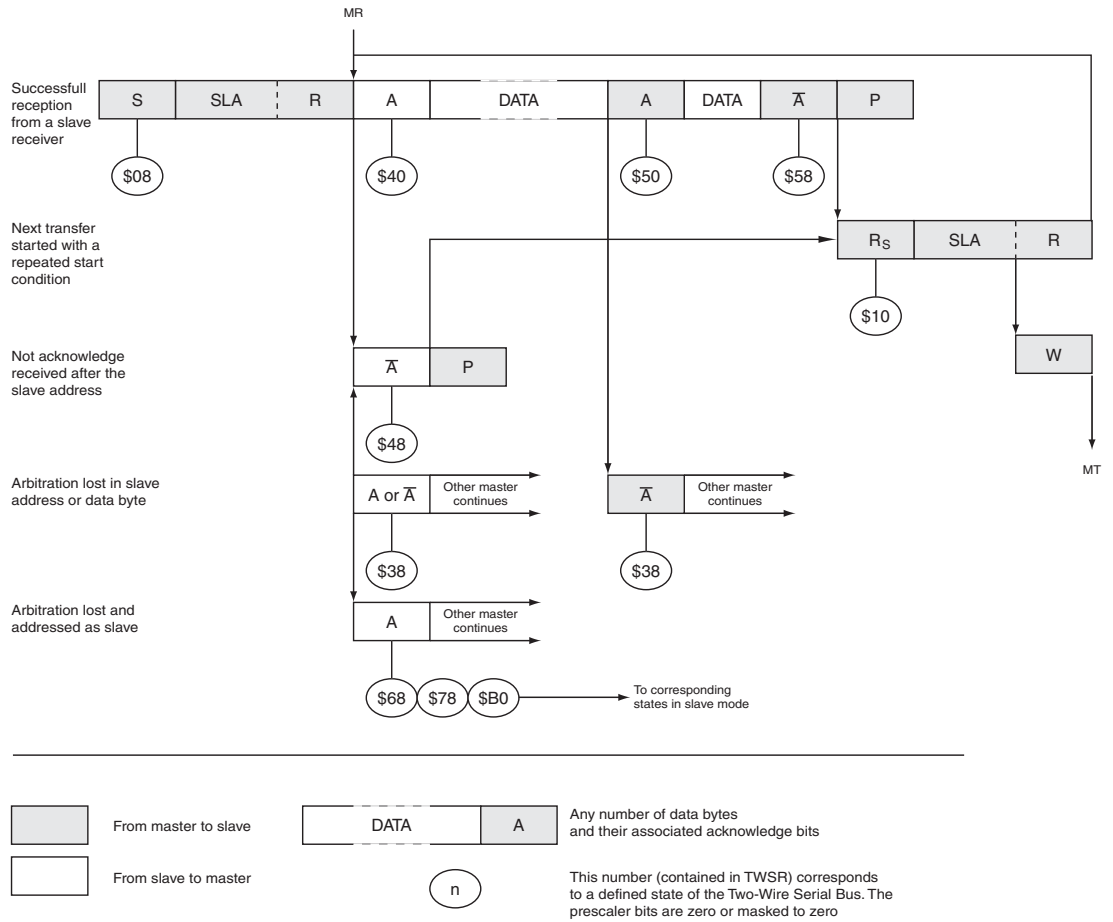 MR
Successfull
reception
from a slave
receiver
S SLA R A DATA A DATA A̅ P
$08 $40 $50 $58
Next transfer
started with a
repeated start
condition
RS SLA R
$10
Not acknowledge
received after the
slave address
A̅ P
W
$48
MT
Arbitration lost in slave
address or data byte
A or A̅ Other master
continues
A̅ Other master
continues
$38 $38
Arbitration lost and
addressed as slave
A Other master
continues
$68 $78 $B0 To corresponding
states in slave mode
From master to slave
DATA A
Any number of data bytes
and their associated acknowledge bits
From slave to master
n
This number (contained in TWSR) corresponds
to a defined state of the Two-Wire Serial Bus. The
prescaler bits are zero or masked to zero